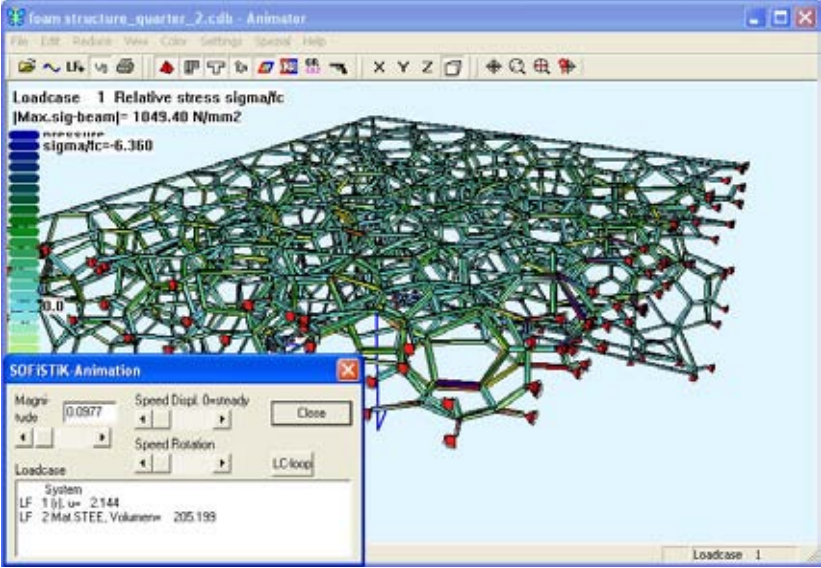 foam structure_quarter_2.cdb - Animator
File Edit Reduce View Color Settings Spezial Help
X Y Z
Loadcase 1 Relative stress sigma/fc
|Max.sig-beam|= 1049.40 N/mm2
sigma/fc=-6.360
0.0
SOFiSTiK-Animation
Magni-
tude
0.0977
Speed Displ. 0=steady
Close
Speed Rotation
LC-loop
Loadcase
System
LF 1 (r), u= 2.144
LF 2 Mat.STEE, Volumen= 205.199
Loadcase 1